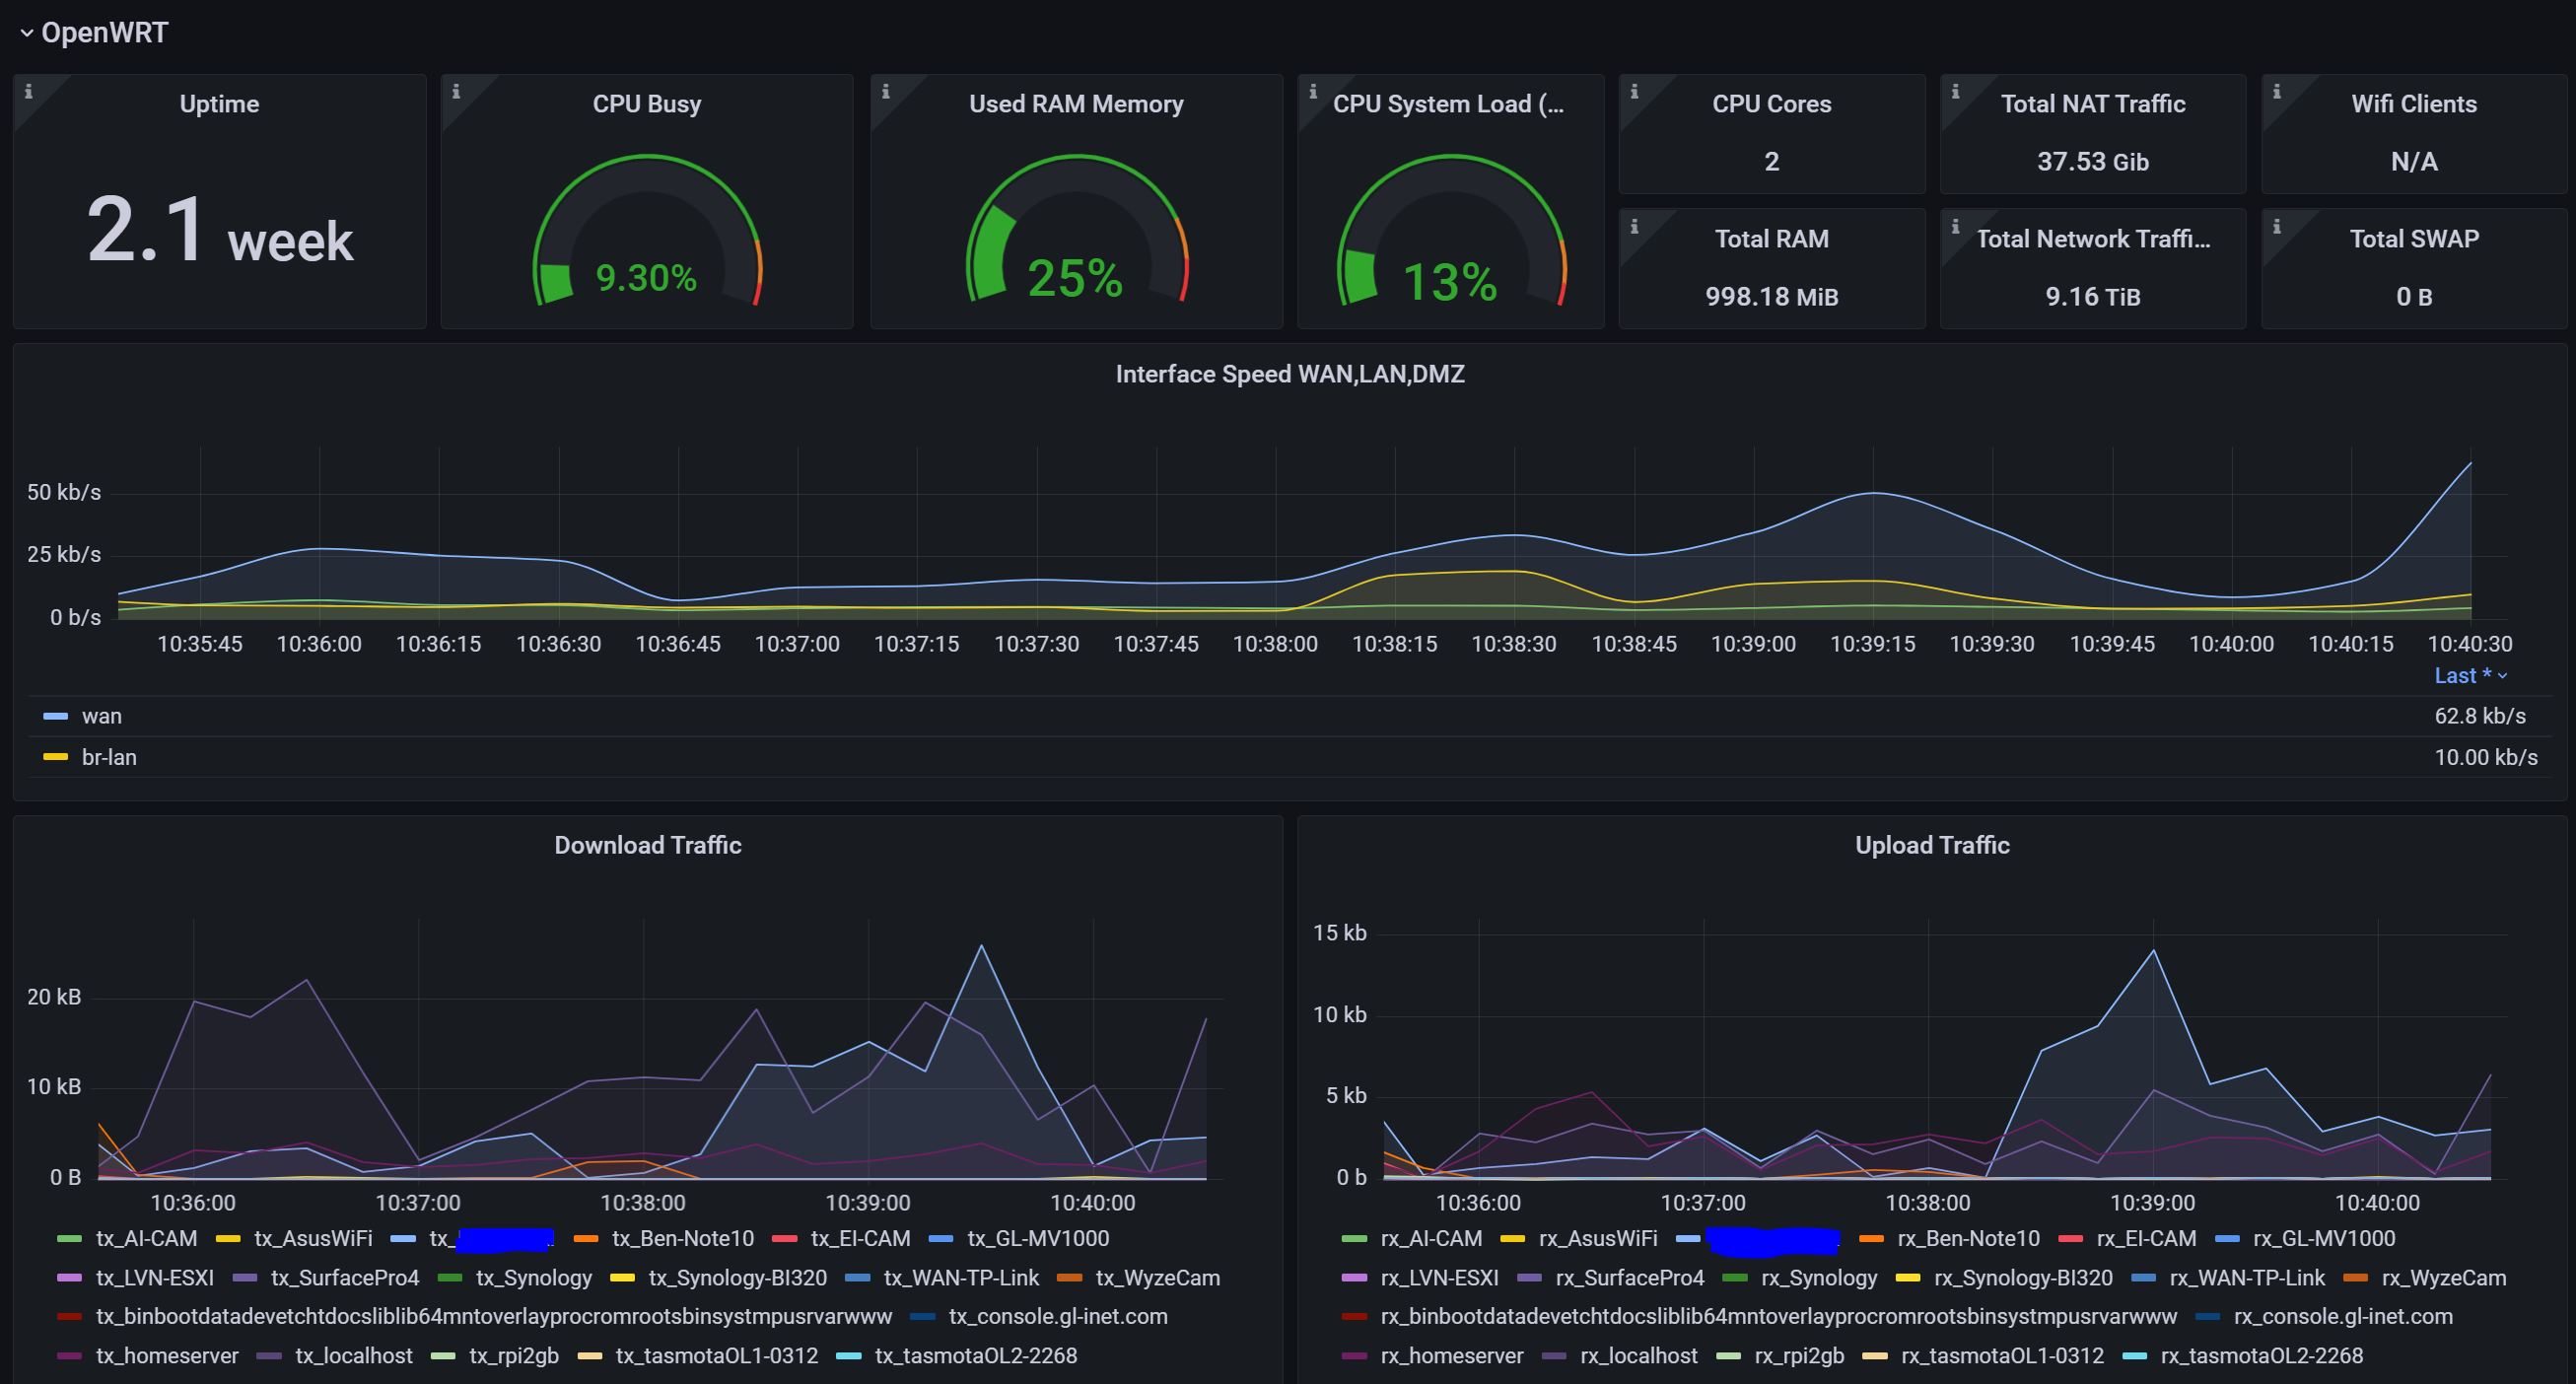 OpenWRT
Uptime
2.1 week
CPU Busy
9.30%
Used RAM Memory
25%
CPU System Load (...
13%
CPU Cores
2
Total NAT Traffic
37.53 Gib
Wifi Clients
N/A
Total RAM
998.18 MiB
Total Network Traffi...
9.16 TiB
Total SWAP
0 B
Interface Speed WAN,LAN,DMZ
50 kb/s
25 kb/s
0 b/s
10:35:45 10:36:00 10:36:15 10:36:30 10:36:45 10:37:00 10:37:15 10:37:30 10:37:45 10:38:00 10:38:15 10:38:30 10:38:45 10:39:00 10:39:15 10:39:30 10:39:45 10:40:00 10:40:15 10:40:30
Last *
wan 62.8 kb/s
br-lan 10.00 kb/s
Download Traffic
20 kB
10 kB
0 B
10:36:00 10:37:00 10:38:00 10:39:00 10:40:00
tx_AI-CAM tx_AsusWiFi tx_ tx_Ben-Note10 tx_EI-CAM tx_GL-MV1000
tx_LVN-ESXI tx_SurfacePro4 tx_Synology tx_Synology-BI320 tx_WAN-TP-Link tx_WyzeCam
tx_binbootdatadevetchtdocsliblib64mntoverlayprocromrootsbinsystmpusrvarwww tx_console.gl-inet.com
tx_homeserver tx_localhost tx_rpi2gb tx_tasmotaOL1-0312 tx_tasmotaOL2-2268
Upload Traffic
15 kb
10 kb
5 kb
0 b
10:36:00 10:37:00 10:38:00 10:39:00 10:40:00
rx_AI-CAM rx_AsusWiFi rx_Ben-Note10 rx_EI-CAM rx_GL-MV1000
rx_LVN-ESXI rx_SurfacePro4 rx_Synology rx_Synology-BI320 rx_WAN-TP-Link rx_WyzeCam
rx_binbootdatadevetchtdocsliblib64mntoverlayprocromrootsbinsystmpusrvarwww rx_console.gl-inet.com
rx_homeserver rx_localhost rx_rpi2gb rx_tasmotaOL1-0312 rx_tasmotaOL2-2268